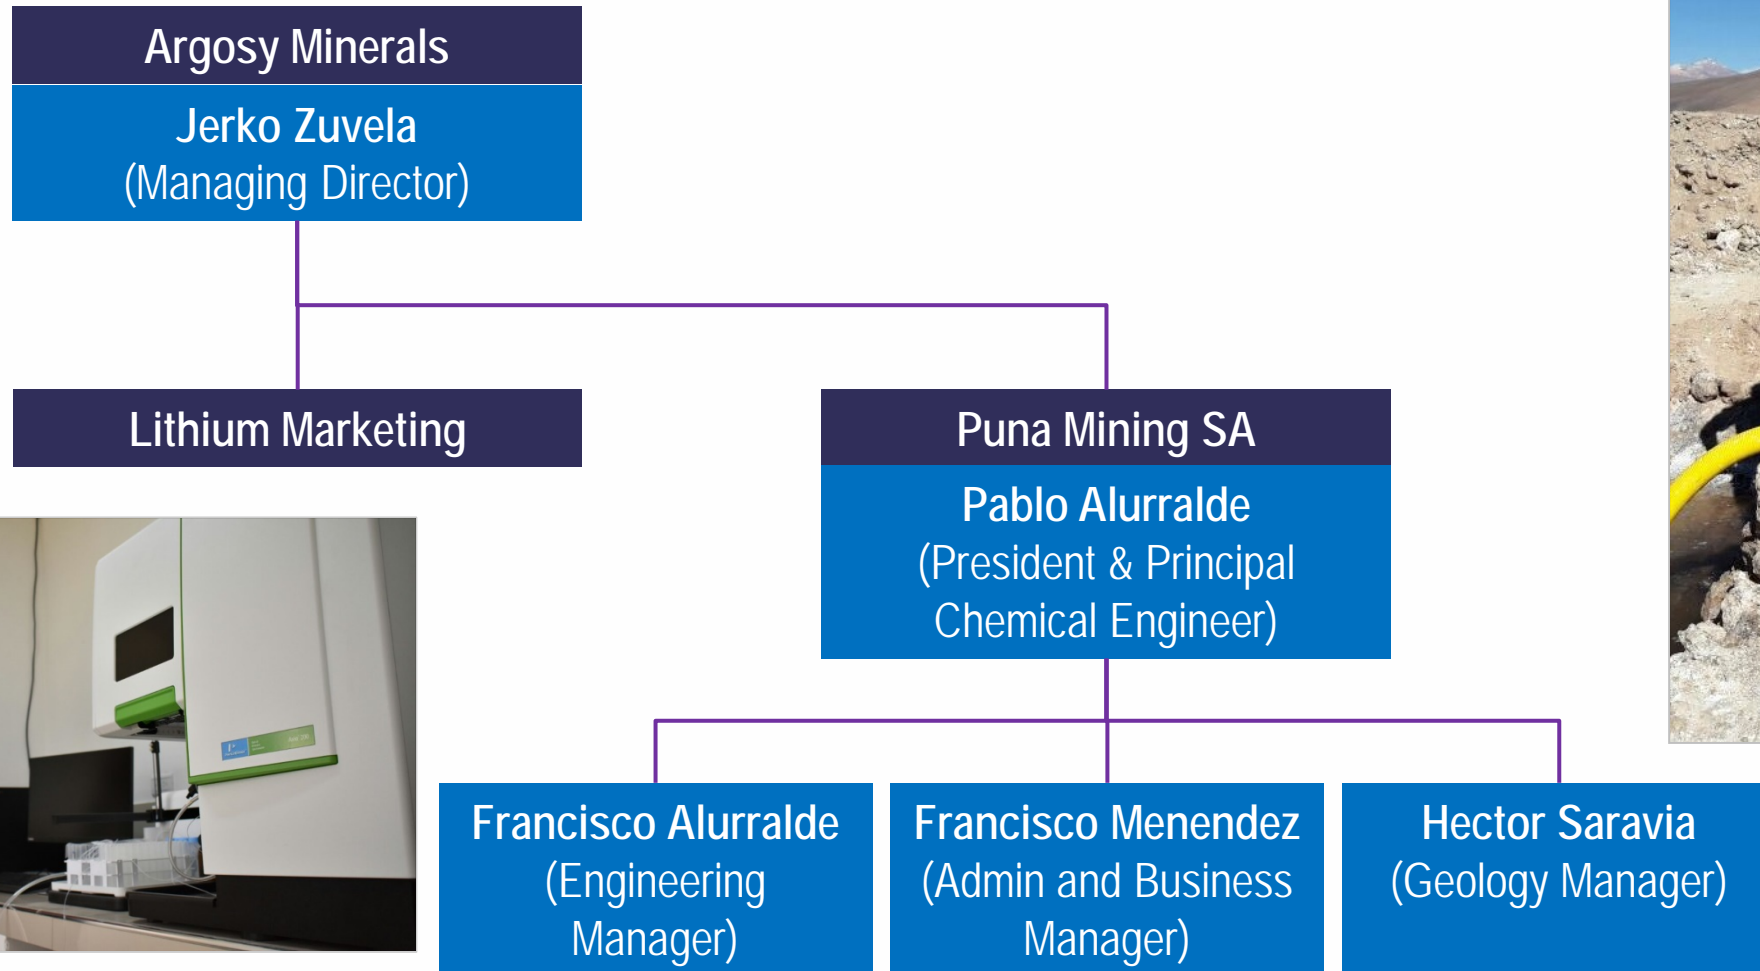 Argosy Minerals
Jerko Zuvela
(Managing Director)
Lithium Marketing
Puna Mining SA
Pablo Alurralde
(President & Principal
Chemical Engineer)
Francisco Alurralde
(Engineering
Manager)
Francisco Menendez
(Admin and Business
Manager)
Hector Saravia
(Geology Manager)